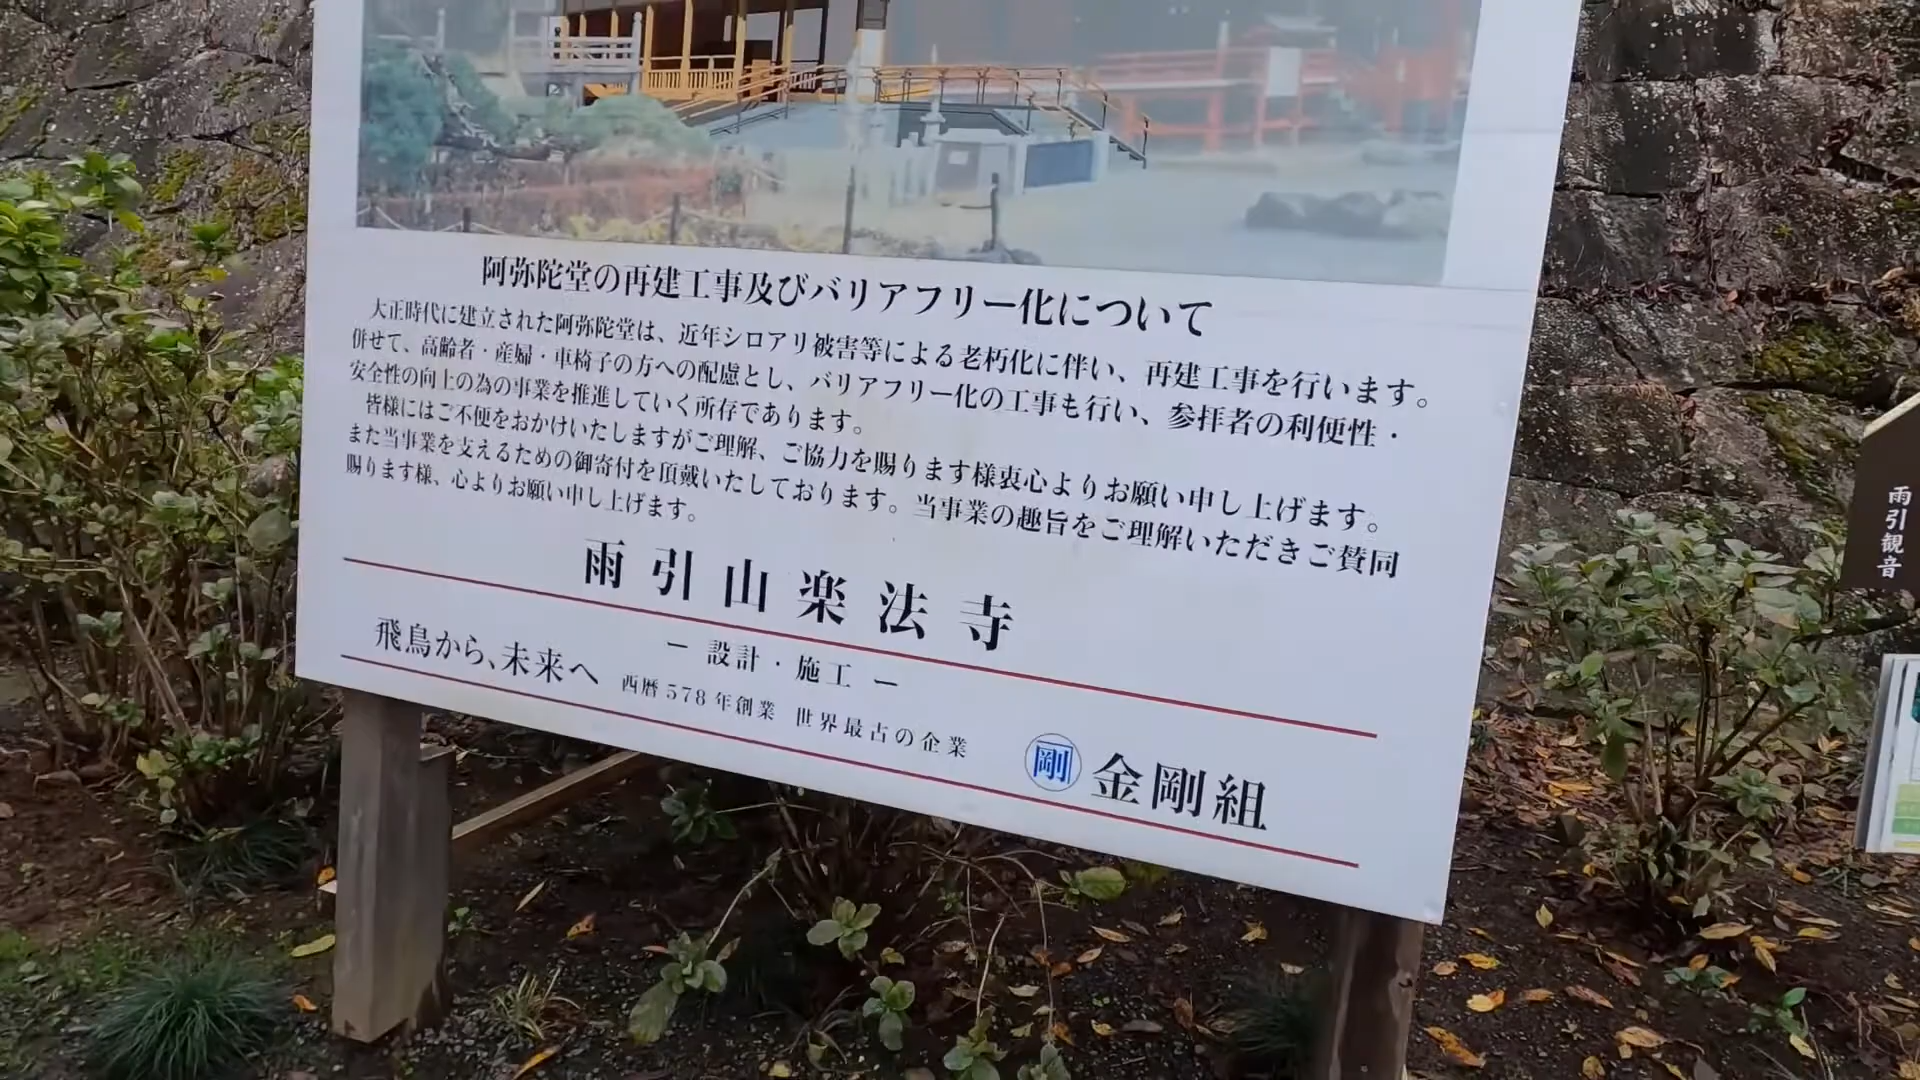 阿弥陀堂の再建工事及びバリアフリー化について
大正時代に建立された阿弥陀堂は、近年シロアリ被害等による老朽化に伴い、再建工事を行います。
併せて、高齢者・産婦・車椅子の方への配慮とし、バリアフリー化の工事も行い、参拝者の利便性・
安全性の向上の為の事業を推進していく所存であります。
皆様にはご不便をおかけいたしますがご理解、ご協力を賜ります様衷心よりお願い申し上げます。
また当事業を支えるための御寄付を頂戴いたしております。当事業の趣旨をご理解いただきご賛同
賜ります様、心よりお願い申し上げます。
雨引山楽法寺
ー 設計・施工 ー
飛鳥から、未来へ
西暦578年創業 世界最古の企業
剛 金剛組
雨引観音